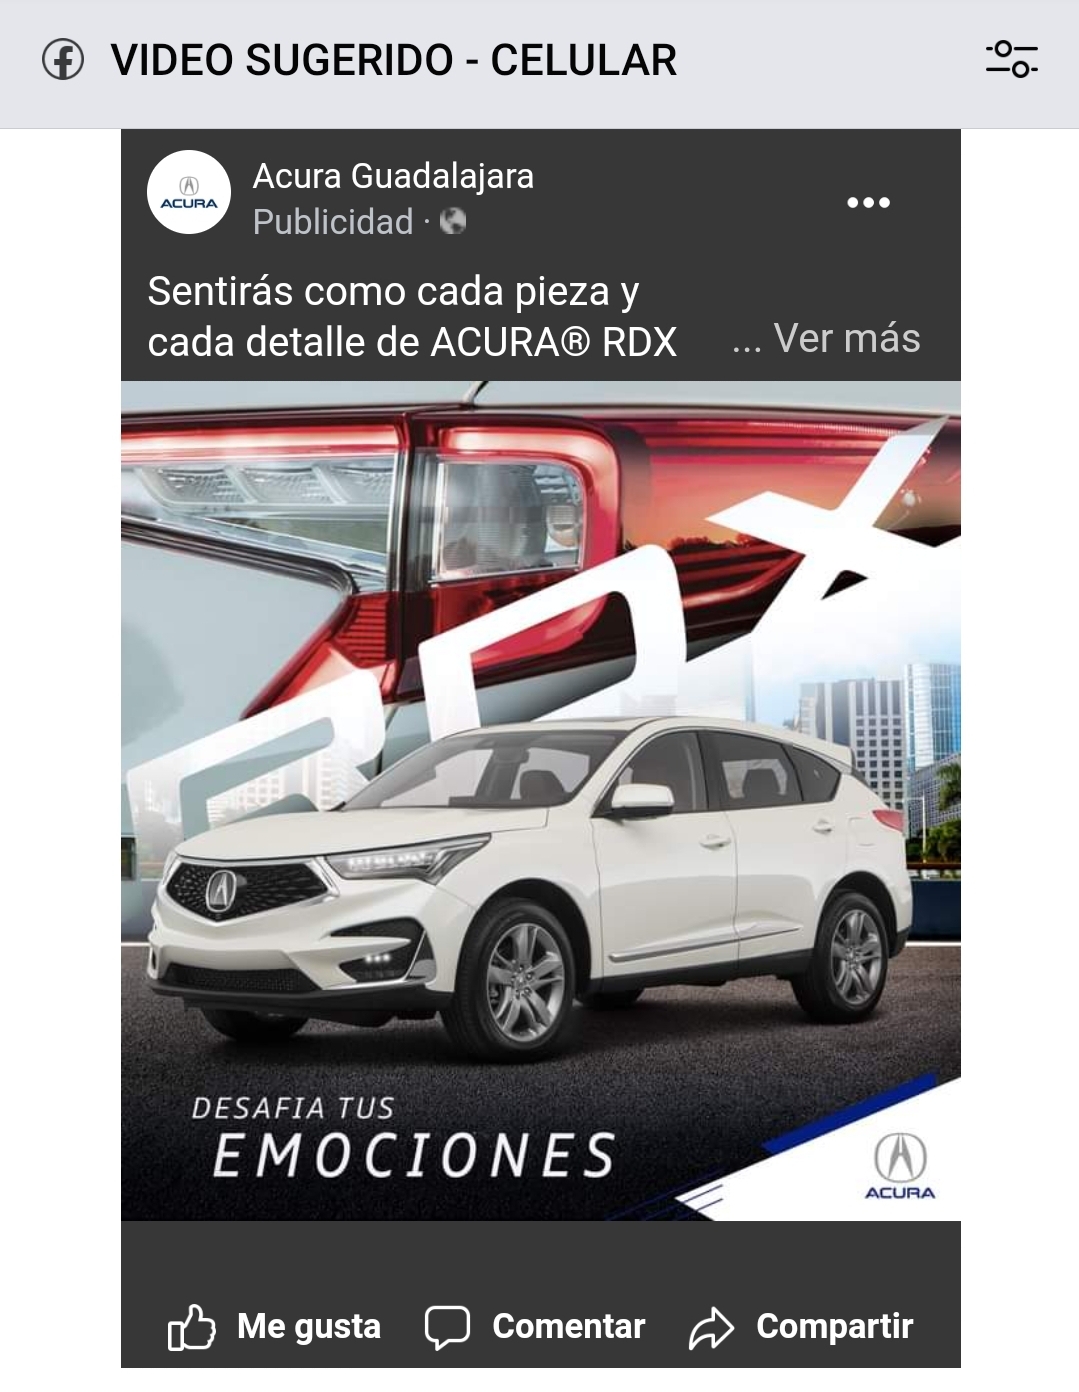 VIDEO SUGERIDO - CELULAR
ACURA
Acura Guadalajara
Publicidad ·
Sentirás como cada pieza y
cada detalle de ACURA® RDX ... Ver más
RDX
DESAFIA TUS
EMOCIONES
ACURA
Me gusta Comentar Compartir